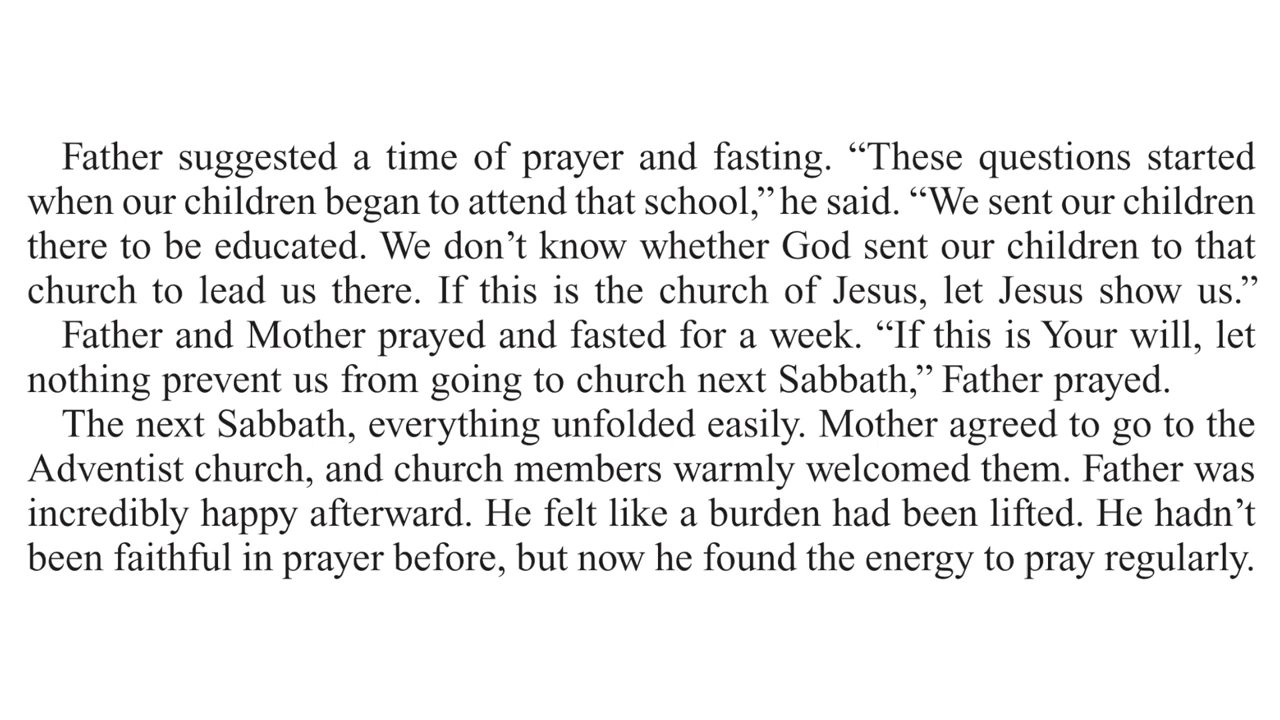 Father suggested a time of prayer and fasting. “These questions started
when our children began to attend that school,” he said. “We sent our children
there to be educated. We don’t know whether God sent our children to that
church to lead us there. If this is the church of Jesus, let Jesus show us.”
Father and Mother prayed and fasted for a week. “If this is Your will, let
nothing prevent us from going to church next Sabbath,” Father prayed.
The next Sabbath, everything unfolded easily. Mother agreed to go to the
Adventist church, and church members warmly welcomed them. Father was
incredibly happy afterward. He felt like a burden had been lifted. He hadn’t
been faithful in prayer before, but now he found the energy to pray regularly.